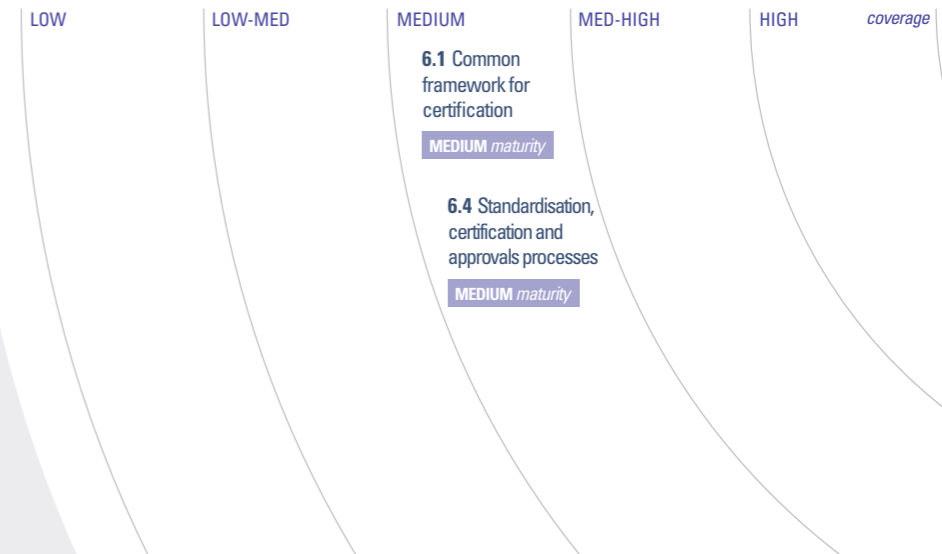 LOW
LOW-MED
MEDIUM
MED-HIGH
HIGH
coverage
6.1 Common
framework for
certification
MEDIUM maturity
6.4 Standardisation,
certification and
approvals processes
MEDIUM maturity